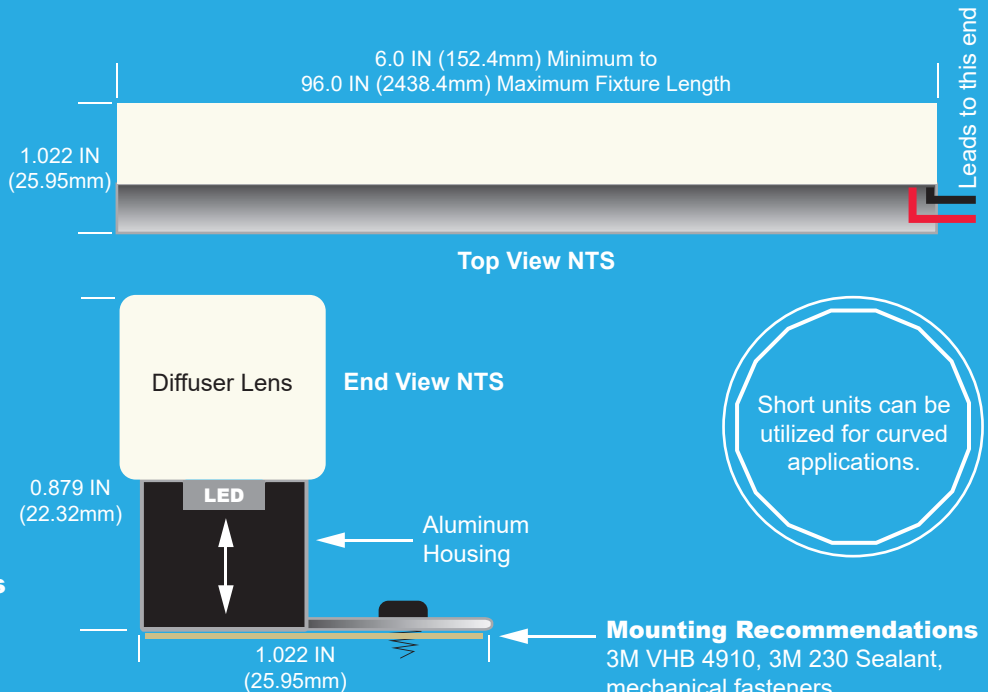 6.0 IN (152.4mm) Minimum to
96.0 IN (2438.4mm) Maximum Fixture Length
Leads to this end
1.022 IN
(25.95mm)
Top View NTS
Diffuser Lens
End View NTS
Short units can be
utilized for curved
applications.
0.879 IN
(22.32mm)
LED
Aluminum
Housing
1.022 IN
(25.95mm)
Mounting Recommendations
3M VHB 4910, 3M 230 Sealant,
mechanical fasteners